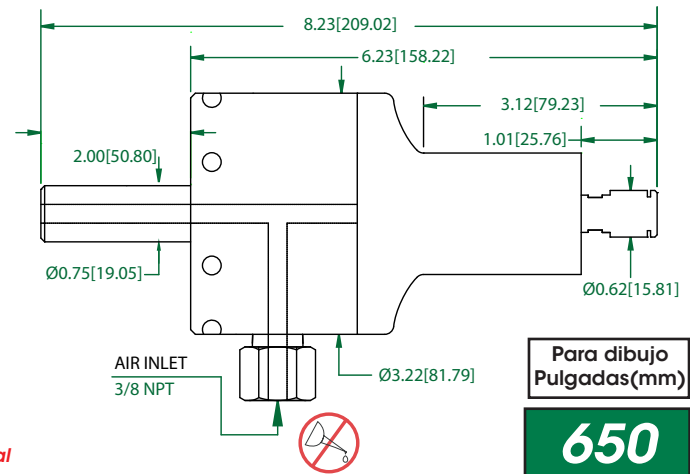 8.23[209.02]
6.23[158.22]
3.12[79.23]
1.01[25.76]
2.00[50.80]
Ø0.75[19.05]
Ø0.62[15.81]
AIR INLET
3/8 NPT
Ø3.22[81.79]
Para dibujo
Pulgadas(mm)
650
al